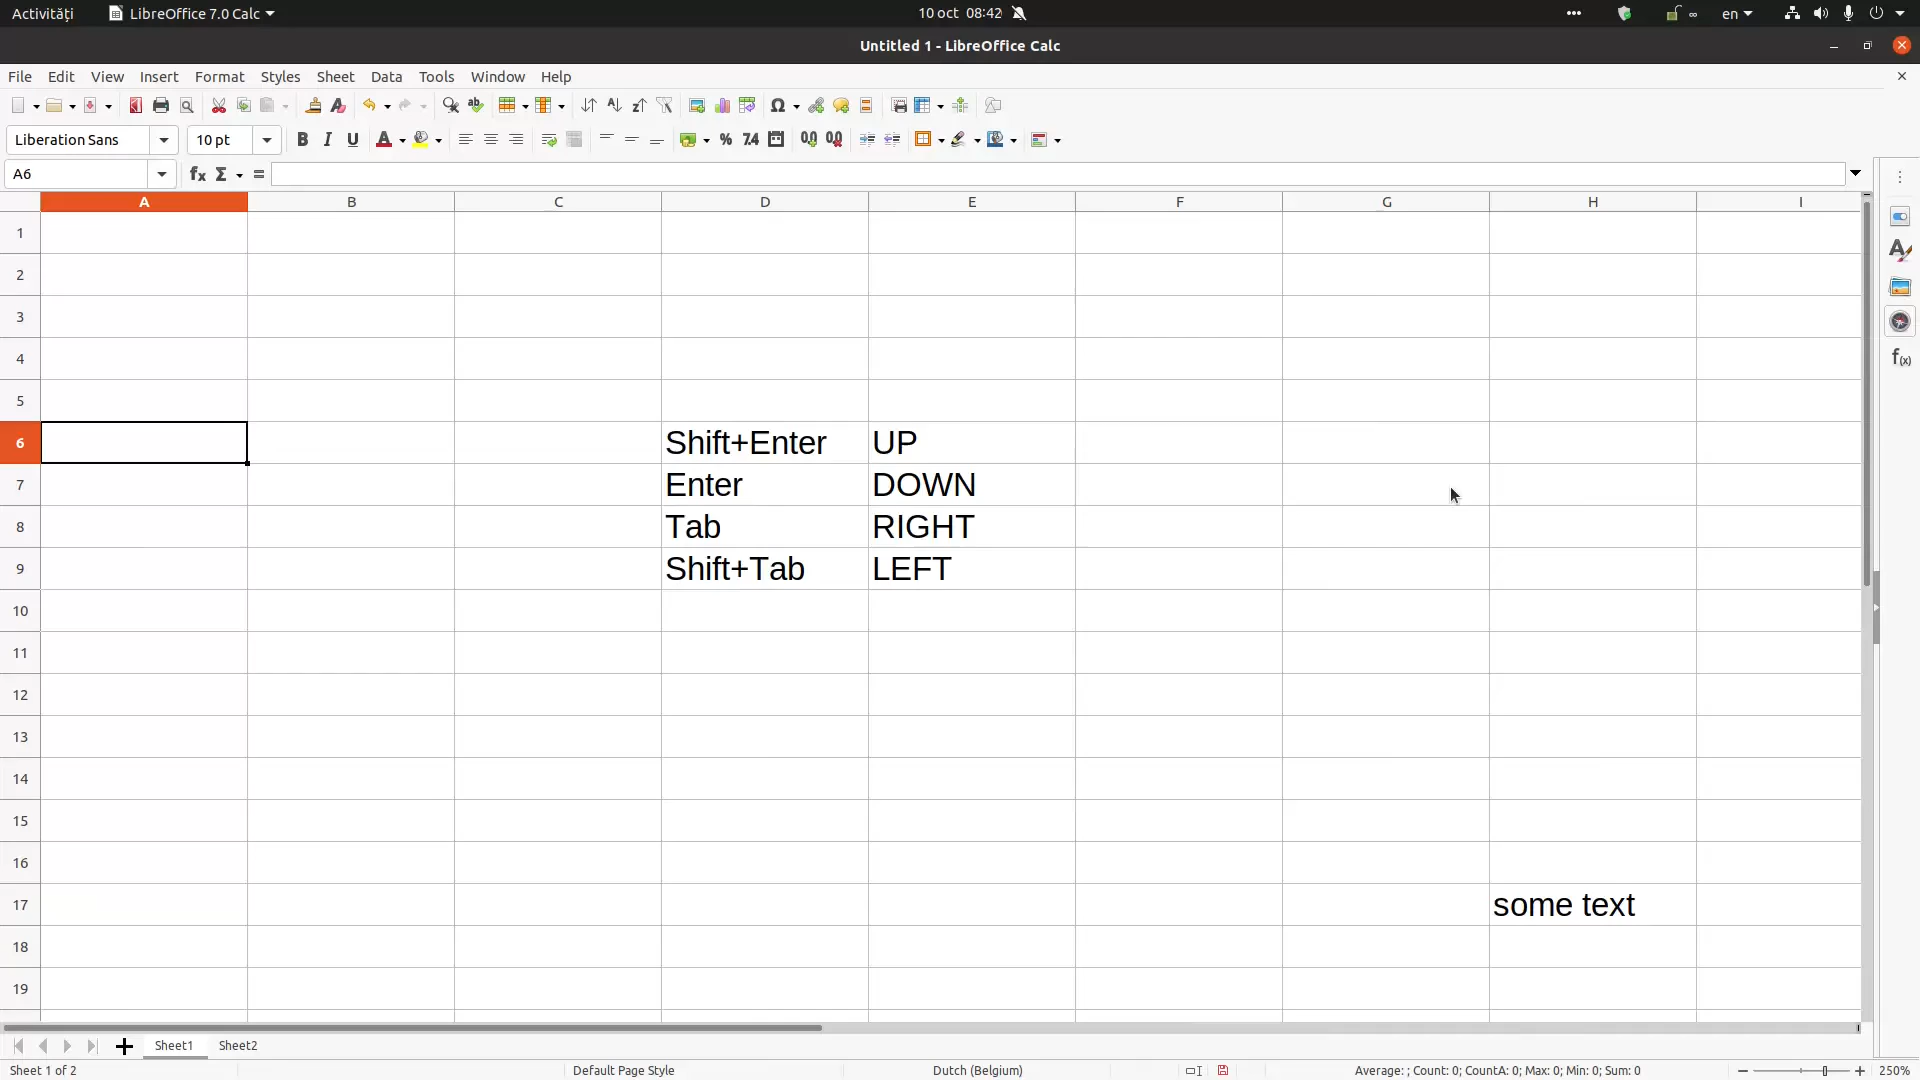 Activități LibreOffice 7.0 Calc 10 oct 08:42 en
Untitled 1 - LibreOffice Calc
File Edit View Insert Format Styles Sheet Data Tools Window Help
Liberation Sans 10 pt B I U A % 7.4
A6 fx Σ =
A B C D E F G H I
1
2
3
4
5
6 Shift+Enter UP
7 Enter DOWN
8 Tab RIGHT
9 Shift+Tab LEFT
10
11
12
13
14
15
16
17 some text
18
19
Sheet1 Sheet2
Sheet 1 of 2 Default Page Style Dutch (Belgium) Average: ; Count: 0; CountA: 0; Max: 0; Min: 0; Sum: 0 250%